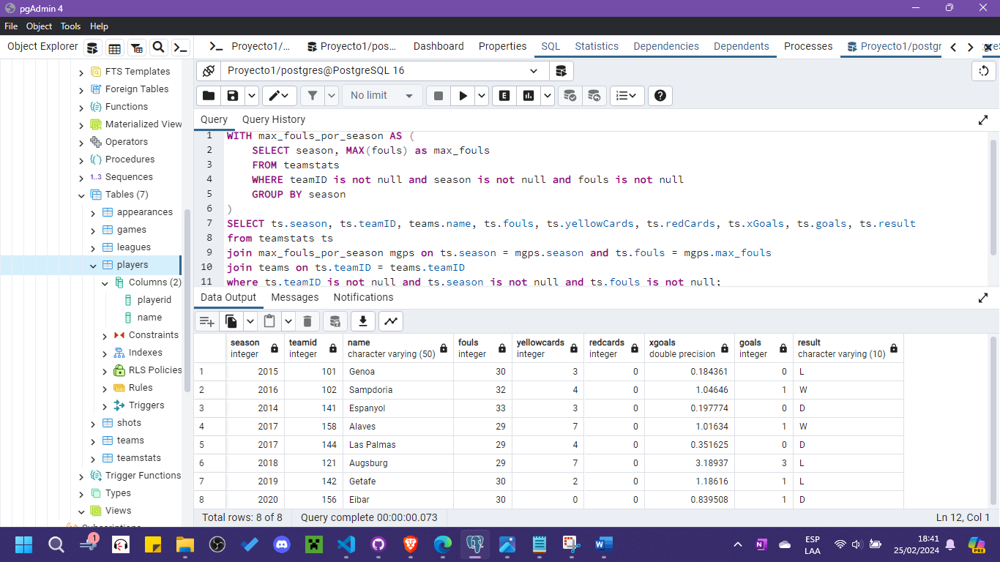 pgAdmin 4
File Object Tools Help
Object Explorer
Proyecto1/...
Proyecto1/pos...
Dashboard
Properties
SQL
Statistics
Dependencies
Dependents
Processes
Proyecto1/postgr
FTS Templates
Foreign Tables
Functions
Materialized View
Operators
Procedures
1..3 Sequences
Tables (7)
appearances
games
leagues
players
Columns (2)
playerid
name
Constraints
Indexes
RLS Policies
Rules
Triggers
shots
teams
teamstats
Trigger Functions
Types
Views
Subscriptions
Proyecto1/postgres@PostgreSQL 16
No limit
E
Query Query History
1 WITH max_fouls_por_season AS (
2 SELECT season, MAX(fouls) as max_fouls
3 FROM teamstats
4 WHERE teamID is not null and season is not null and fouls is not null
5 GROUP BY season
6 )
7 SELECT ts.season, ts.teamID, teams.name, ts.fouls, ts.yellowCards, ts.redCards, ts.xGoals, ts.goals, ts.result
8 from teamstats ts
9 join max_fouls_por_season mgps on ts.season = mgps.season and ts.fouls = mgps.max_fouls
10 join teams on ts.teamID = teams.teamID
11 where ts.teamID is not null and ts.season is not null and ts.fouls is not null;
Data Output Messages Notifications
season teamid name fouls yellowcards redcards xgoals goals result
integer integer character varying (50) integer integer integer double precision integer character varying (10)
1 2015 101 Genoa 30 3 0 0.184361 0 L
2 2016 102 Sampdoria 32 4 0 1.04646 1 W
3 2014 141 Espanyol 33 3 0 0.197774 0 D
4 2017 158 Alaves 29 7 0 1.01634 1 W
5 2017 144 Las Palmas 29 4 0 0.351625 0 D
6 2018 121 Augsburg 29 7 0 3.18937 3 L
7 2019 142 Getafe 30 2 0 1.18616 1 L
8 2020 156 Eibar 30 0 0 0.839508 1 D
Total rows: 8 of 8 Query complete 00:00:00.073 Ln 12, Col 1
1
N
W
ESP
LAA
18:41
25/02/2024
PRE